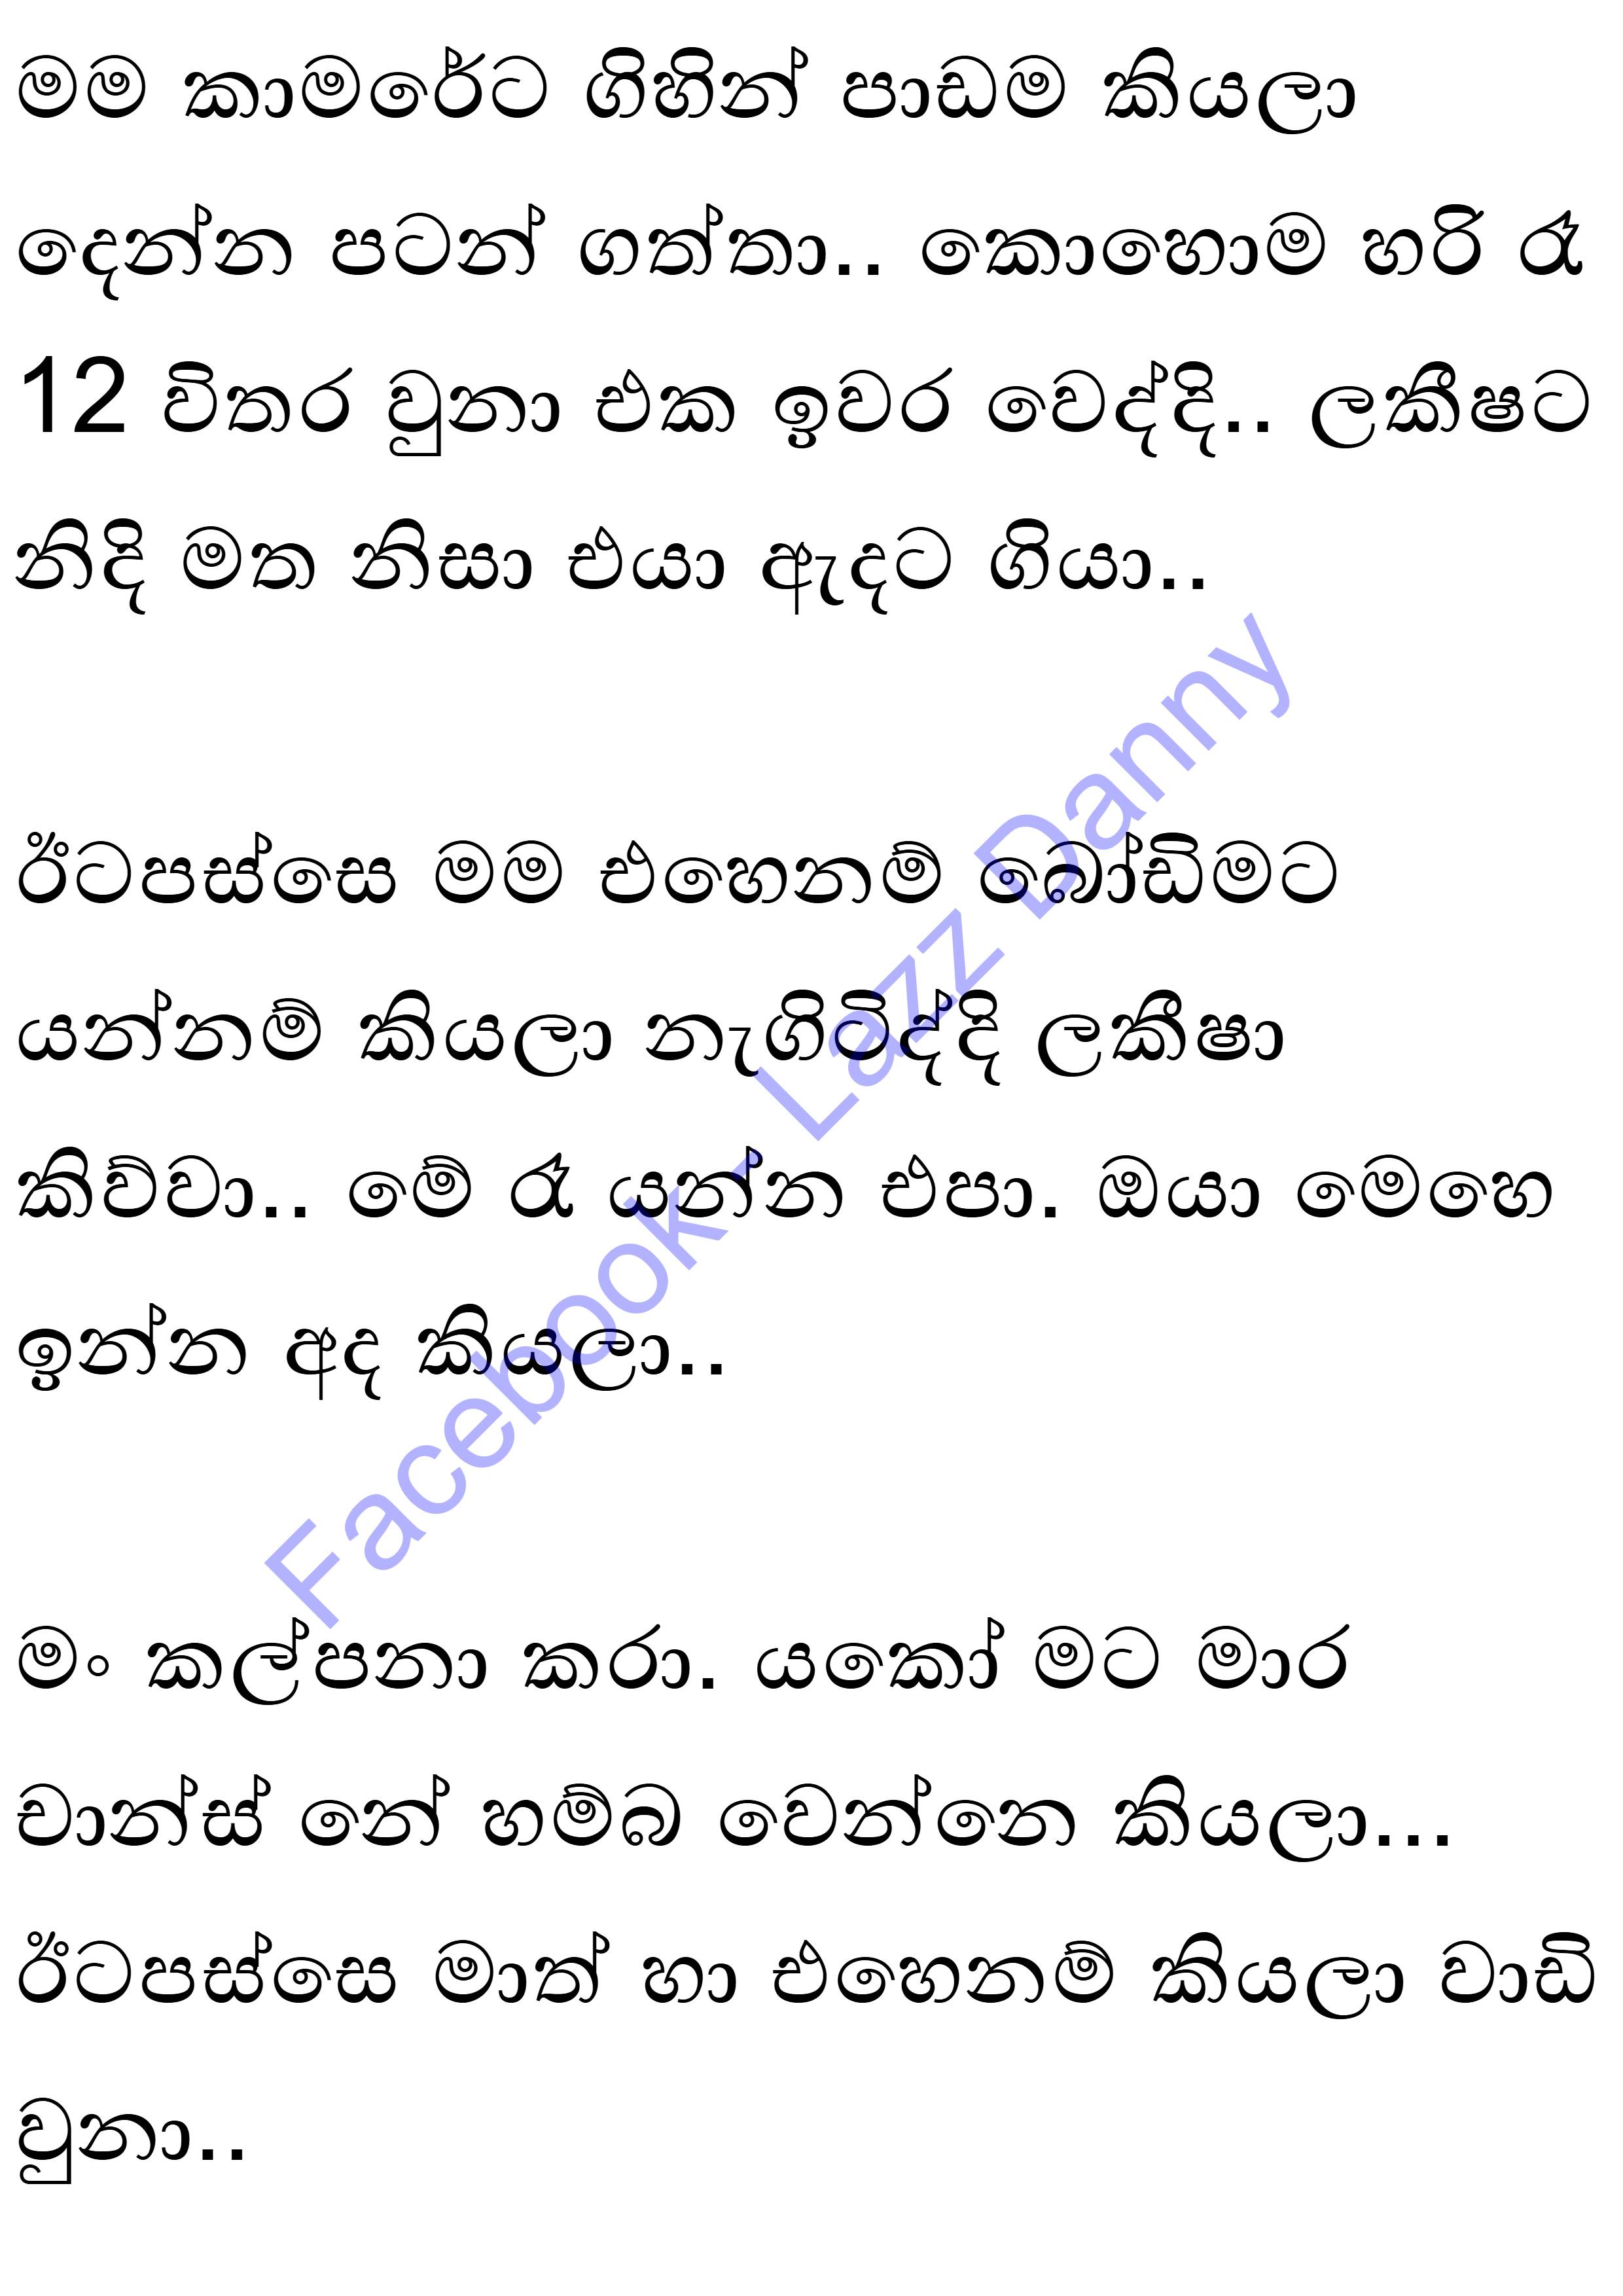 මම කාමරේට ගිහින් පාඩම කියලා
දෙන්න පටන් ගත්තා.. කොහොම හරි රෑ
12 විතර වුනා එක ඉවර වෙද්දි.. ලකීෂට
නිදි මත නිසා එයා ඇදට ගියා..
ඊටපස්සෙ මම එහෙනම් බෝඩිමට
යන්නම් කියලා නැගිටිද්දි ලකීෂා
කිව්වා.. මේ රෑ යන්න එපා. ඔයා මෙහෙ
ඉන්න අද කියලා..
මං කල්පනා කරා. යකෝ මට මාර
චාන්ස් නේ හම්බ වෙන්නෙ කියලා...
ඊටපස්සෙ මාත් හා එහෙනම් කියලා වාඩි
වුනා..
Facebook - Lazz Danny